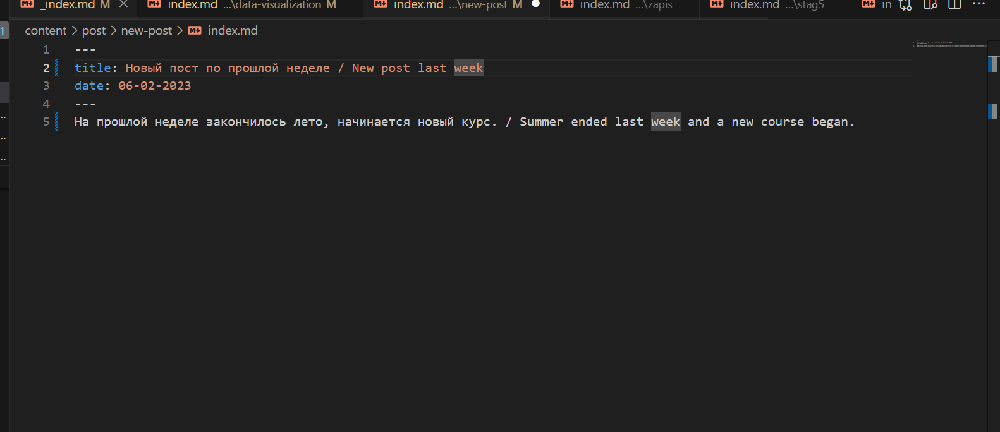 _index.md M
index.md ...\data-visualization M
index.md ...\new-post M
index.md ...\zapis
index.md ...\stag5
in
1
content > post > new-post > index.md
1 ---
2 title: Новый пост по прошлой неделе / New post last week
3 date: 06-02-2023
4 ---
5 На прошлой неделе закончилось лето, начинается новый курс. / Summer ended last week and a new course began.